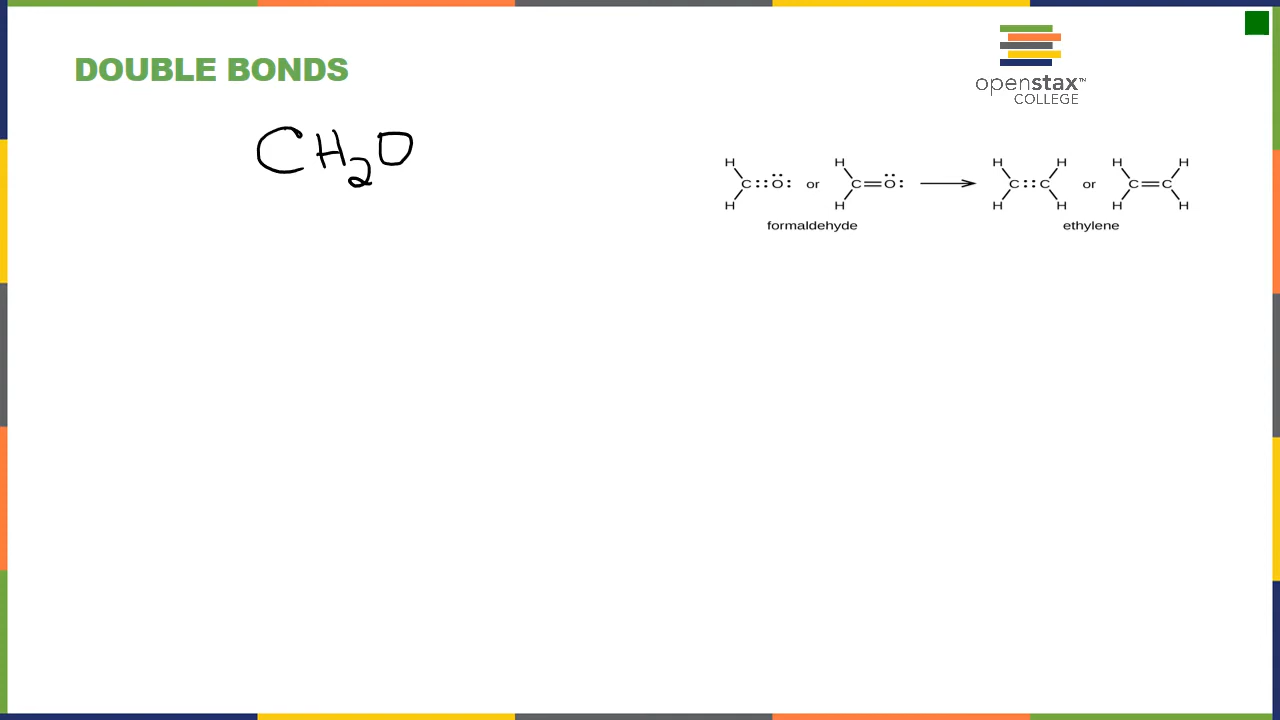 DOUBLE BONDS
openstax™
COLLEGE
CH₂O
H H H H H H
C::Ö: or C=Ö: C::C or C=C
H H H H H H
formaldehyde ethylene